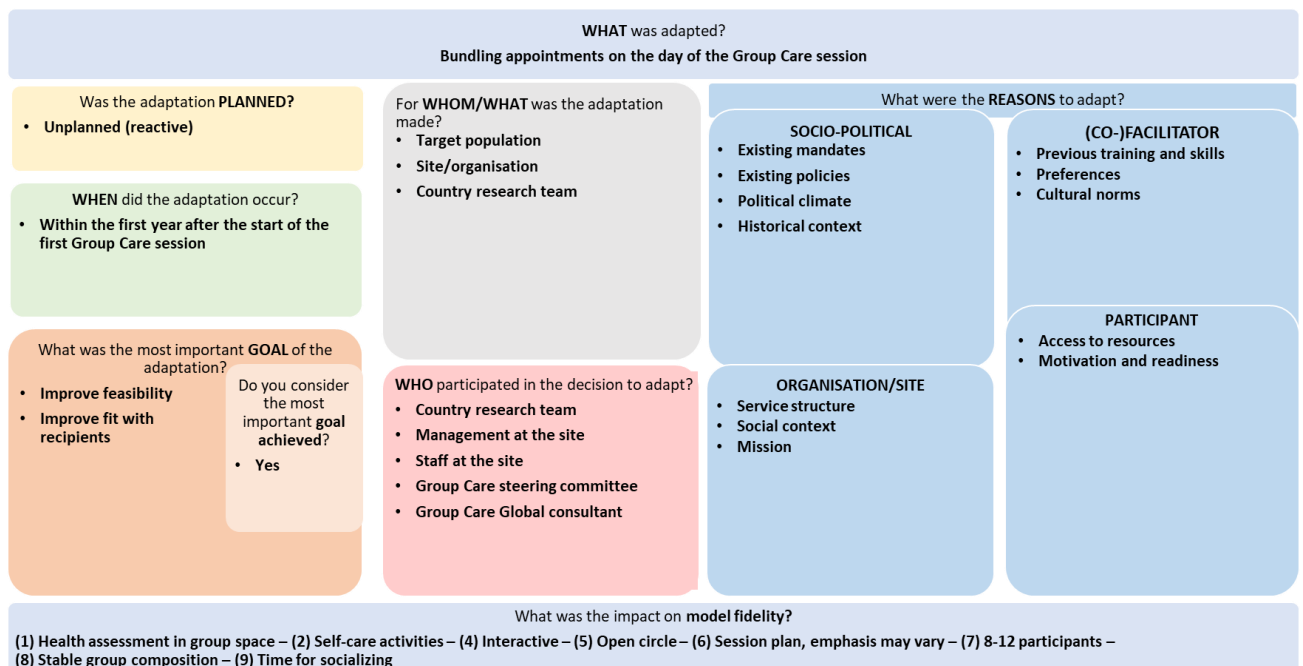 WHAT was adapted?
Bundling appointments on the day of the Group Care session
Was the adaptation PLANNED?
• Unplanned (reactive)
WHEN did the adaptation occur?
• Within the first year after the start of the
first Group Care session
What was the most important GOAL of the
adaptation?
• Improve feasibility
• Improve fit with
recipients
Do you consider
the most
important goal
achieved?
• Yes
For WHOM/WHAT was the adaptation
made?
• Target population
• Site/organisation
• Country research team
WHO participated in the decision to adapt?
• Country research team
• Management at the site
• Staff at the site
• Group Care steering committee
• Group Care Global consultant
What were the REASONS to adapt?
SOCIO-POLITICAL
• Existing mandates
• Existing policies
• Political climate
• Historical context
(CO-)FACILITATOR
• Previous training and skills
• Preferences
• Cultural norms
ORGANISATION/SITE
• Service structure
• Social context
• Mission
PARTICIPANT
• Access to resources
• Motivation and readiness
What was the impact on model fidelity?
(1) Health assessment in group space – (2) Self-care activities – (4) Interactive – (5) Open circle – (6) Session plan, emphasis may vary – (7) 8-12 participants –
(8) Stable group composition – (9) Time for socializing